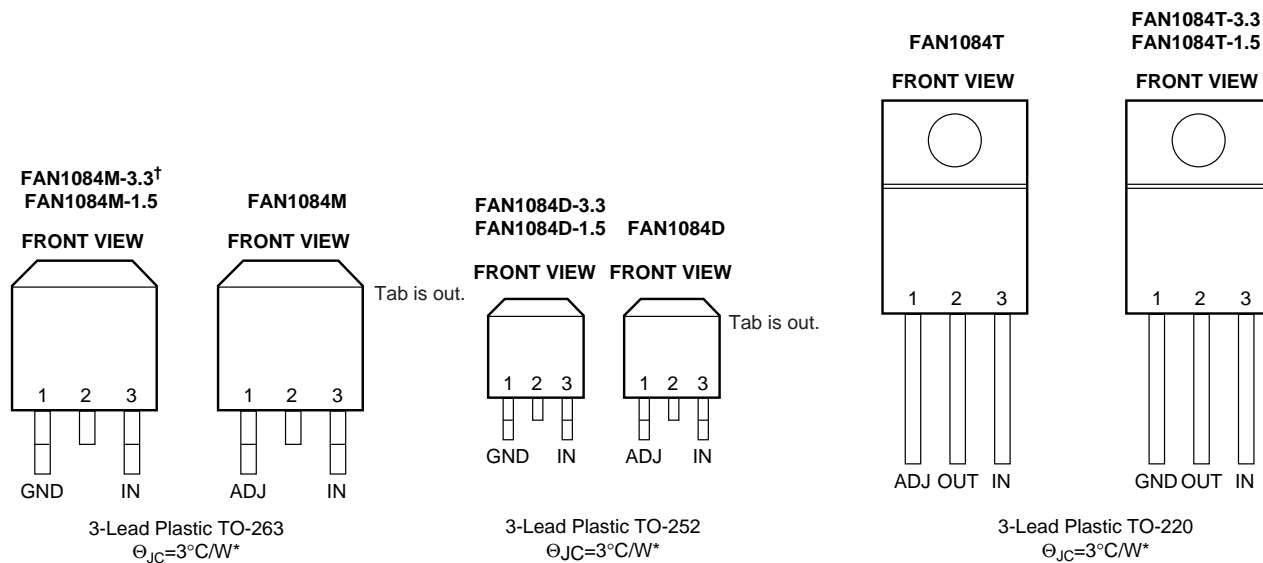 FAN1084M-3.3†
FAN1084M-1.5
FRONT VIEW
1 2 3
GND IN
FAN1084M
FRONT VIEW
Tab is out.
1 2 3
ADJ IN
3-Lead Plastic TO-263
ΘJC=3°C/W*
FAN1084D-3.3
FAN1084D-1.5
FRONT VIEW
1 2 3
GND IN
FAN1084D
FRONT VIEW
Tab is out.
1 2 3
ADJ IN
3-Lead Plastic TO-252
ΘJC=3°C/W*
FAN1084T
FRONT VIEW
1 2 3
ADJ OUT IN
FAN1084T-3.3
FAN1084T-1.5
FRONT VIEW
1 2 3
GND OUT IN
3-Lead Plastic TO-220
ΘJC=3°C/W*